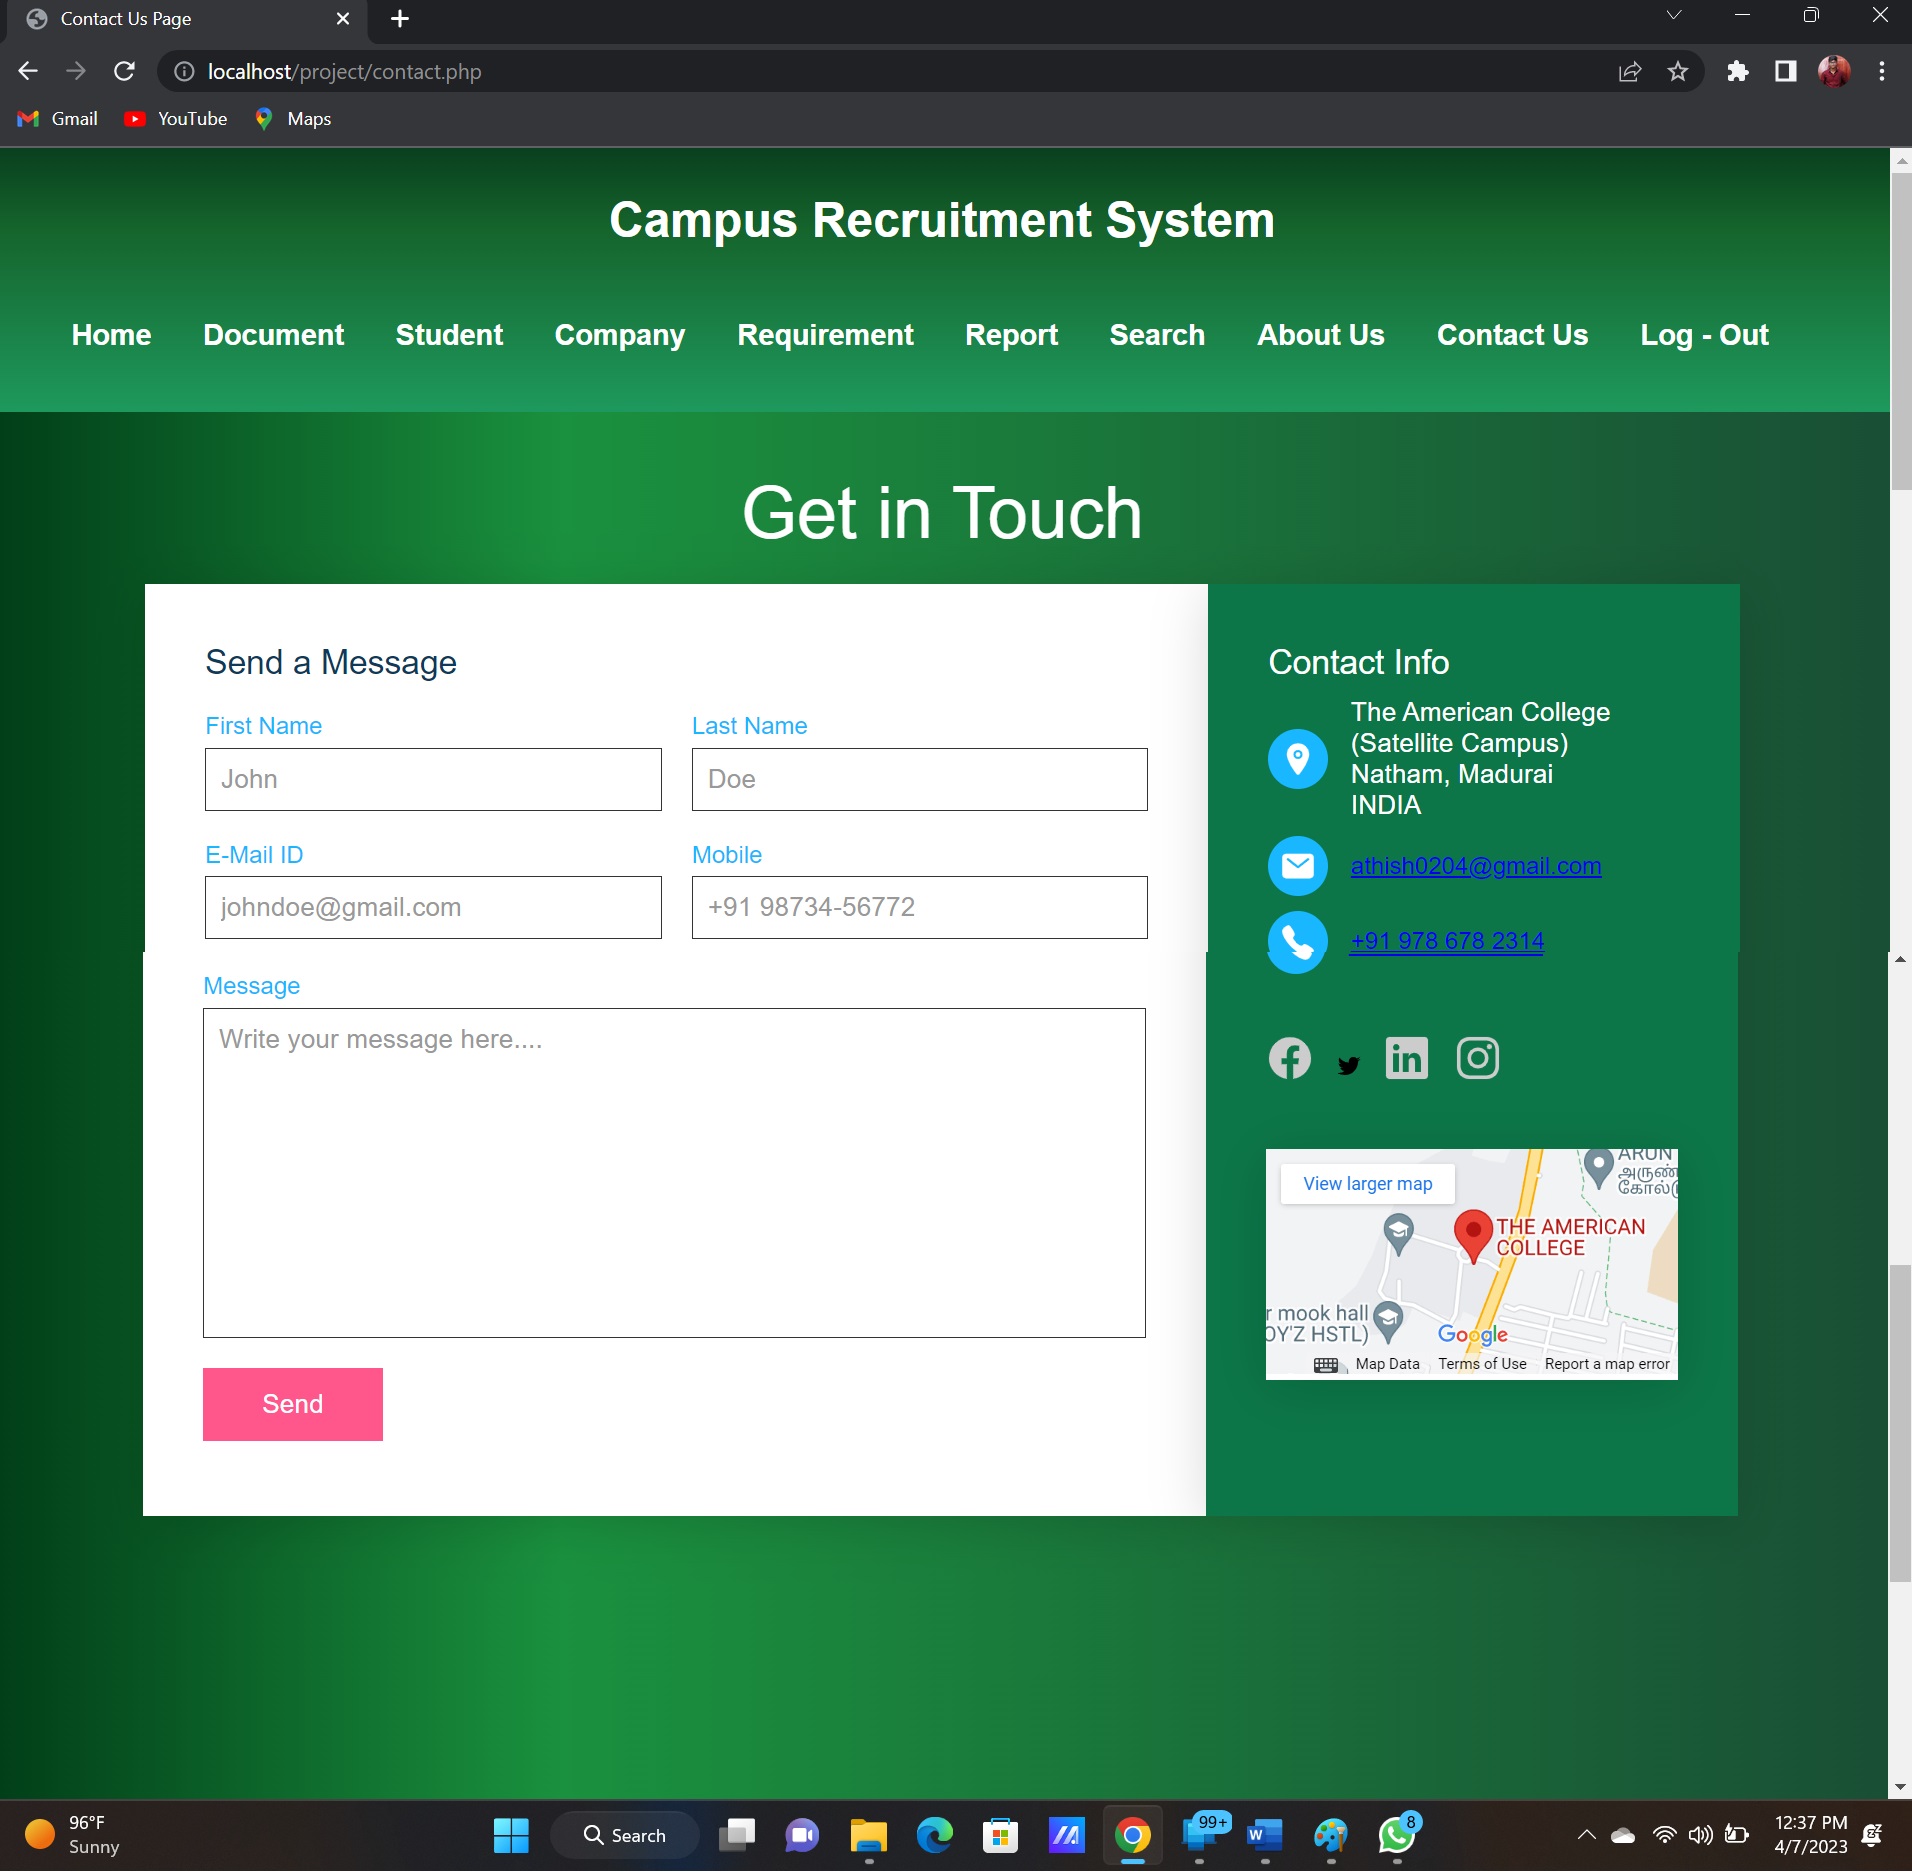 Contact Us Page
localhost/project/contact.php
Gmail YouTube Maps
Campus Recruitment System
Home Document Student Company Requirement Report Search About Us Contact Us Log - Out
Get in Touch
Send a Message
First Name Last Name
John Doe
E-Mail ID Mobile
johndoe@gmail.com +91 98734-56772
Message
Write your message here....
Send
Contact Info
The American College
(Satellite Campus)
Natham, Madurai
INDIA
athish0204@gmail.com
+91 978 678 2314
in
View larger map
ARUN
THE AMERICAN
COLLEGE
r mook hall
OY'Z HSTL)
Google
Map Data Terms of Use Report a map error
96°F
Sunny
Search
99+
W
8
12:37 PM
4/7/2023